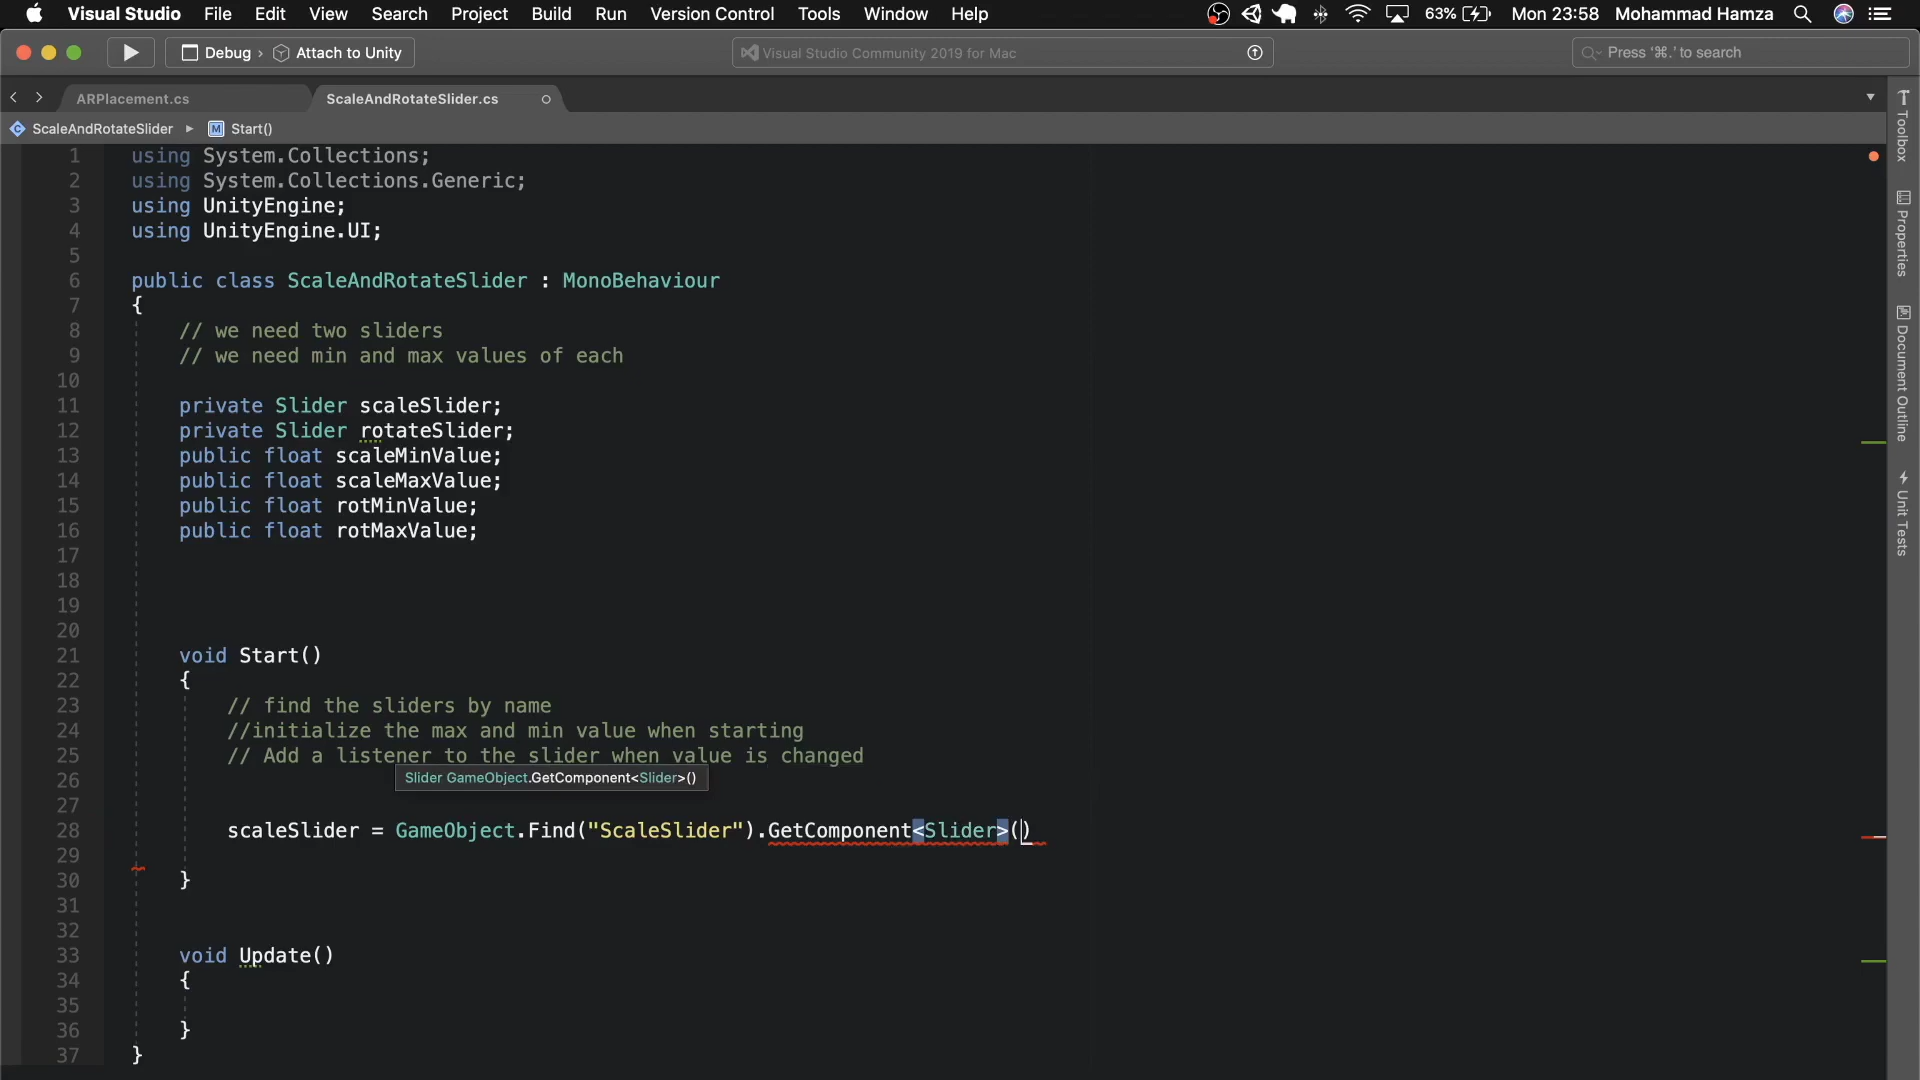 Visual Studio File Edit View Search Project Build Run Version Control Tools Window Help 63% Mon 23:58 Mohammad Hamza
Debug › Attach to Unity Visual Studio Community 2019 for Mac Press '⌘.' to search
ARPlacement.cs ScaleAndRotateSlider.cs
ScaleAndRotateSlider ▸ M Start()
1 using System.Collections;
2 using System.Collections.Generic;
3 using UnityEngine;
4 using UnityEngine.UI;
5
6 public class ScaleAndRotateSlider : MonoBehaviour
7 {
8 // we need two sliders
9 // we need min and max values of each
10
11 private Slider scaleSlider;
12 private Slider rotateSlider;
13 public float scaleMinValue;
14 public float scaleMaxValue;
15 public float rotMinValue;
16 public float rotMaxValue;
17
18
19
20
21 void Start()
22 {
23 // find the sliders by name
24 //initialize the max and min value when starting
25 // Add a listener to the slider when value is changed
Slider GameObject.GetComponent<Slider>()
26
27
28 scaleSlider = GameObject.Find("ScaleSlider").GetComponent<Slider>()
29
30 }
31
32
33 void Update()
34 {
35
36 }
37 }
Toolbox
Properties
Document Outline
Unit Tests